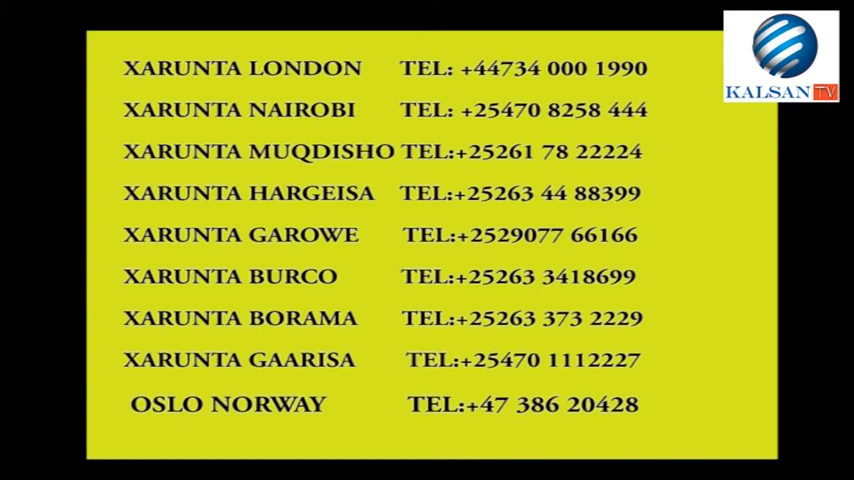 XARUNTA LONDON TEL: +44734 000 1990
XARUNTA NAIROBI TEL: +25470 8258 444
XARUNTA MUQDISHO TEL:+25261 78 22224
XARUNTA HARGEISA TEL:+25263 44 88399
XARUNTA GAROWE TEL:+2529077 66166
XARUNTA BURCO TEL:+25263 3418699
XARUNTA BORAMA TEL:+25263 373 2229
XARUNTA GAARISA TEL:+25470 1112227
OSLO NORWAY TEL:+47 386 20428
KALSAN TV